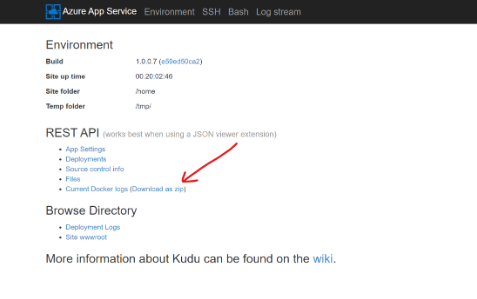 Azure App Service Environment SSH Bash Log stream
Environment
Build 1.0.0.7 (e59ed50ca2)
Site up time 00.20:02:46
Site folder /home
Temp folder /tmp/
REST API (works best when using a JSON viewer extension)
App Settings
Deployments
Source control info
Files
Current Docker logs (Download as zip)
Browse Directory
Deployment Logs
Site wwwroot
More information about Kudu can be found on the wiki.